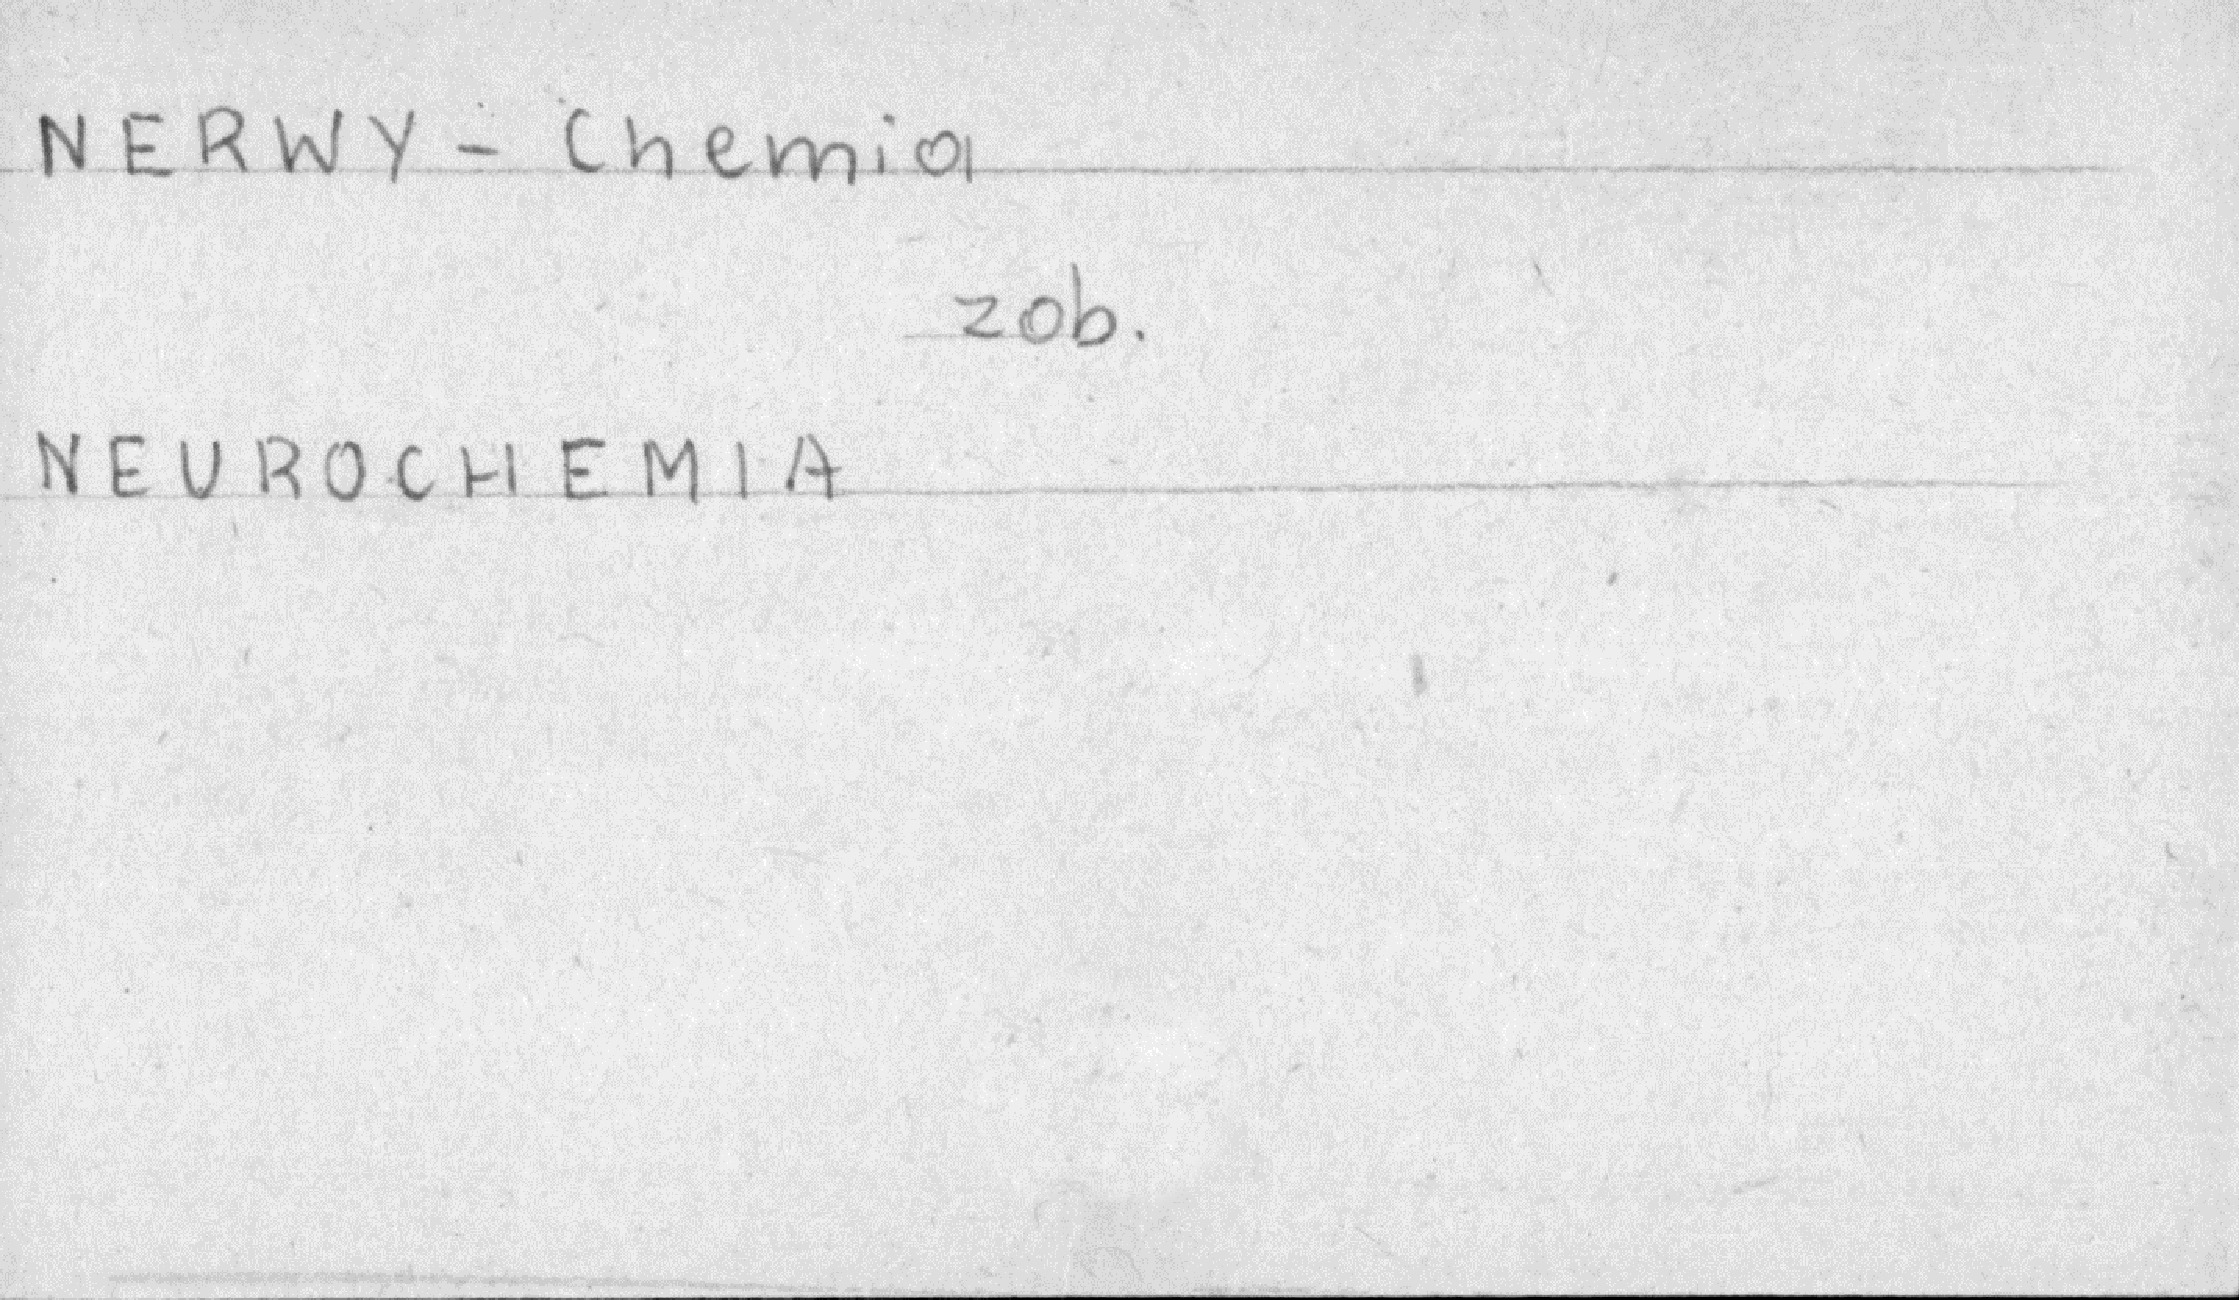 NERWY - Chemia
zob.
NEUROCHEMIA